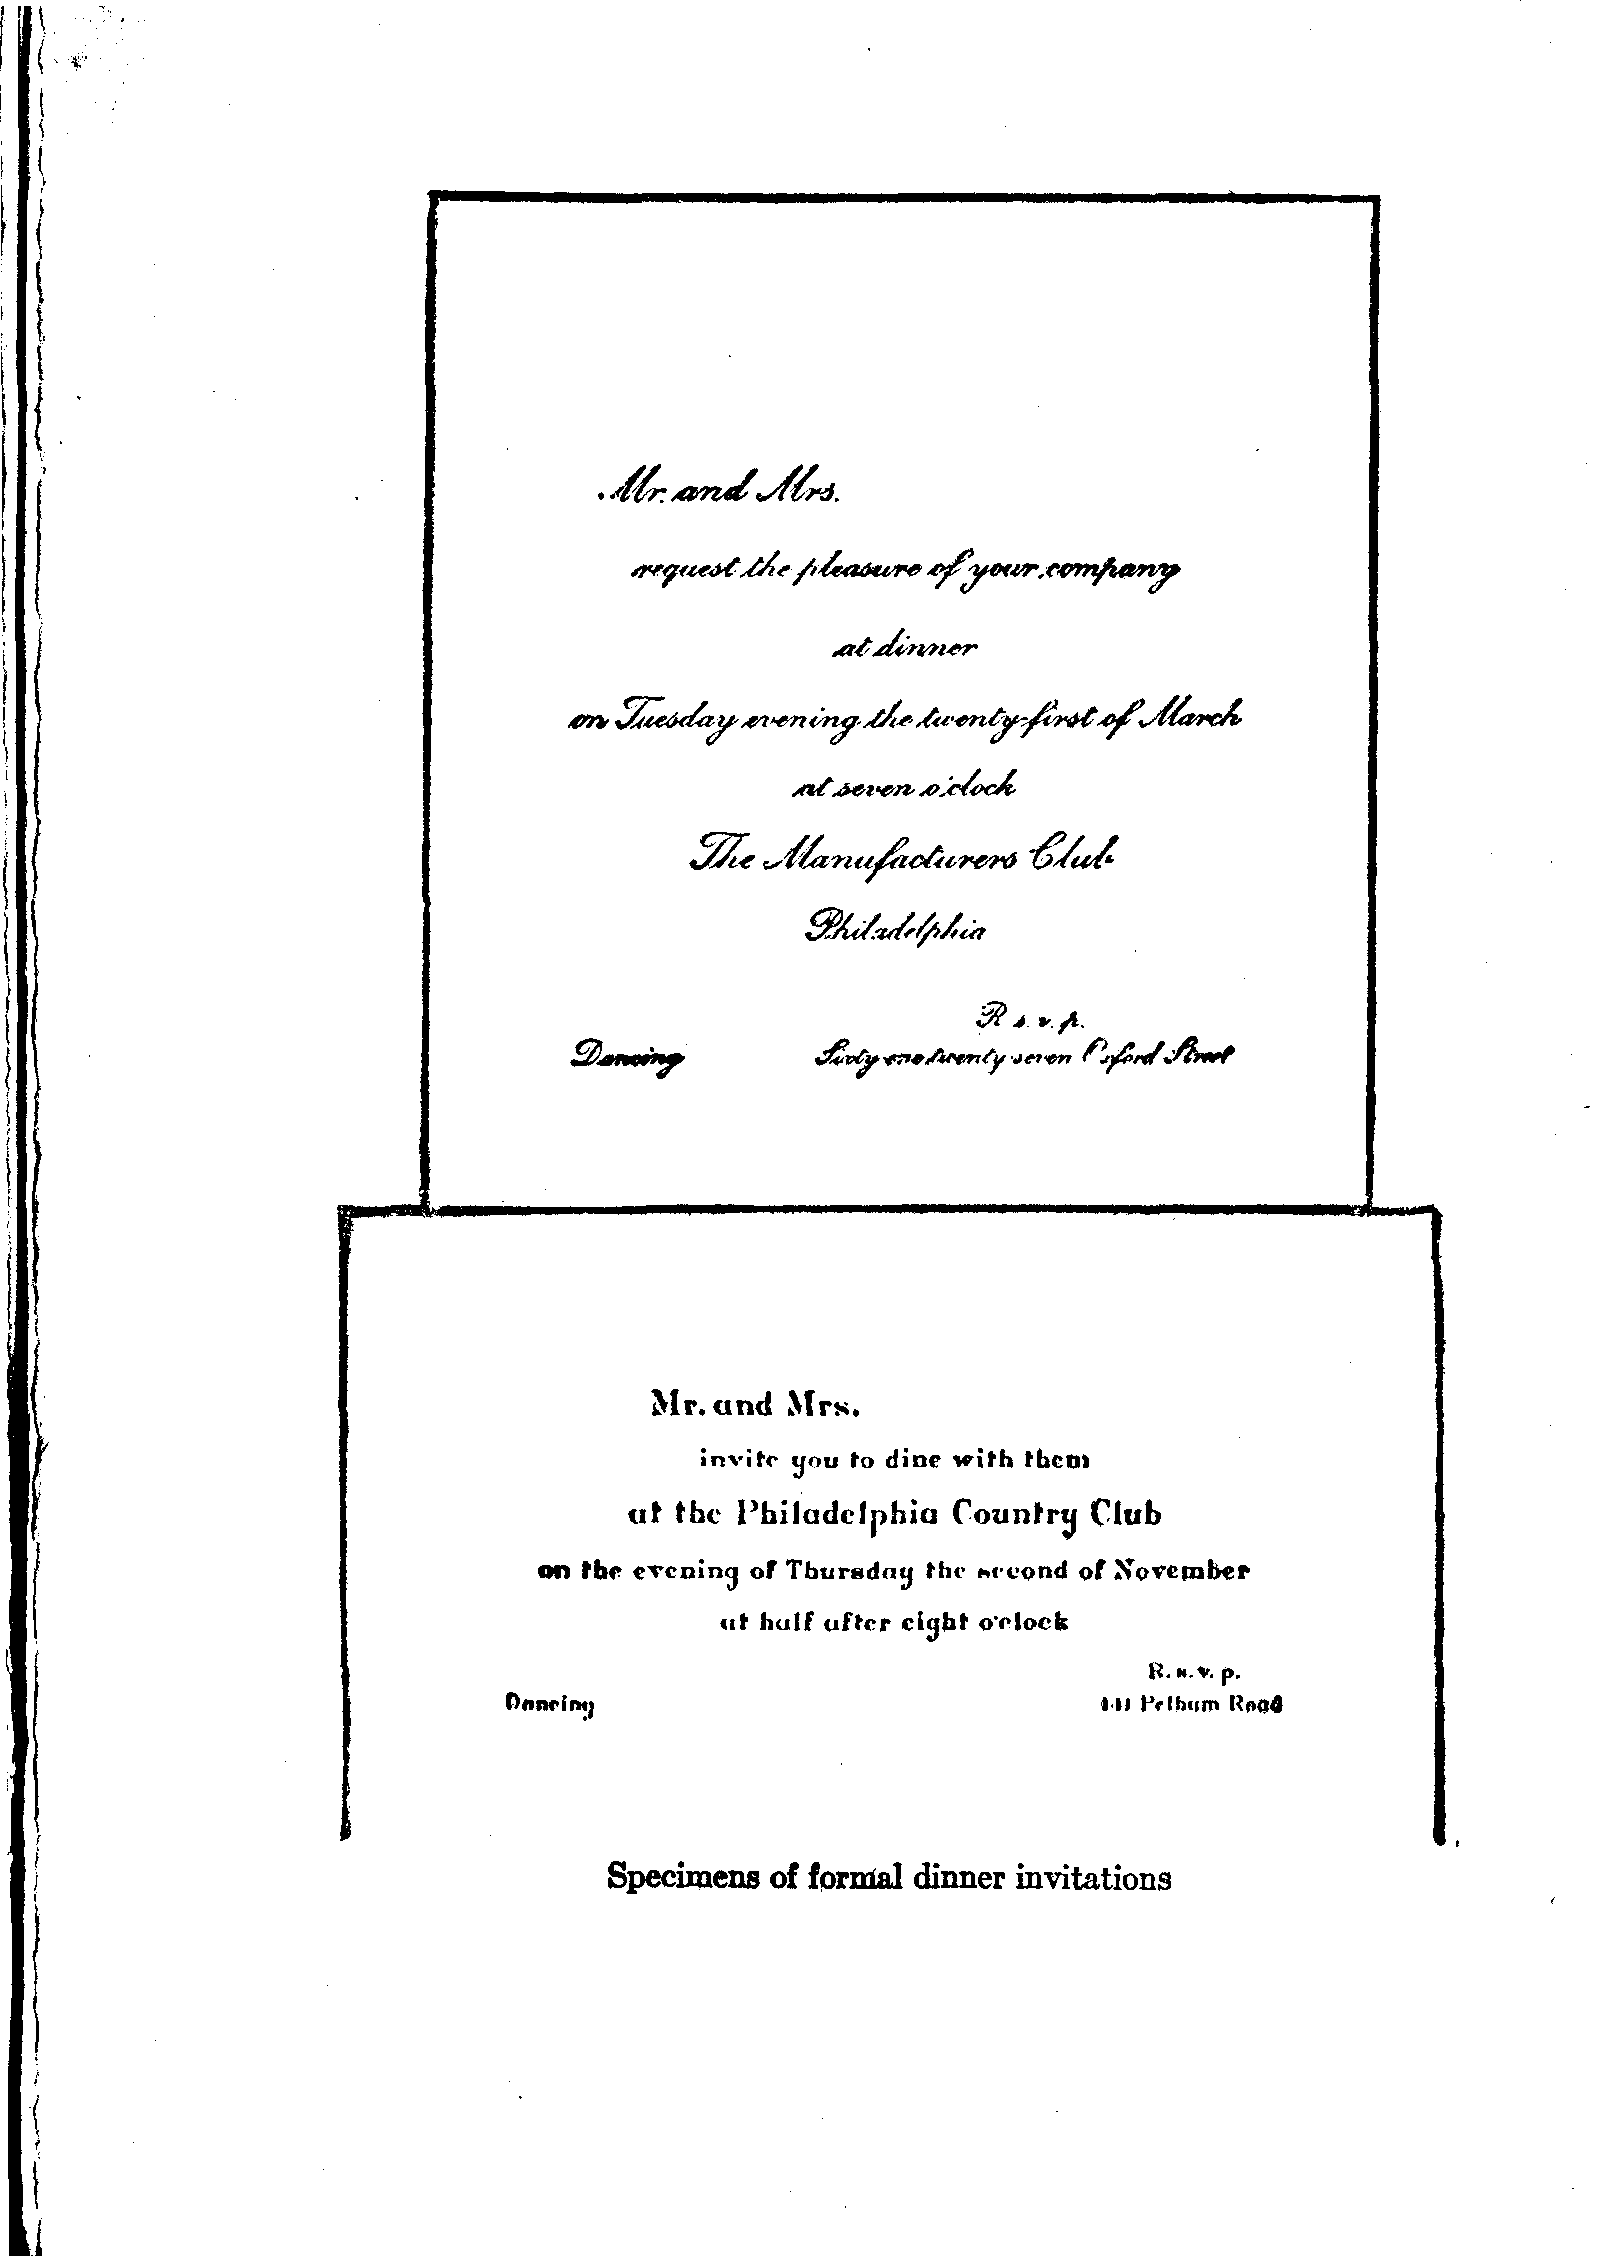 Mr. and Mrs.
request the pleasure of your company
at dinner
on Tuesday evening the twenty-first of March
at seven o'clock
The Manufacturers Club
Philadelphia
R. s. v. p.
Dancing Sixty-one twenty-seven Oxford Street
Mr. and Mrs.
invite you to dine with them
at the Philadelphia Country Club
on the evening of Thursday the second of November
at half after eight o'clock
R. s. v. p.
Dancing Pelham Road
Specimens of formal dinner invitations